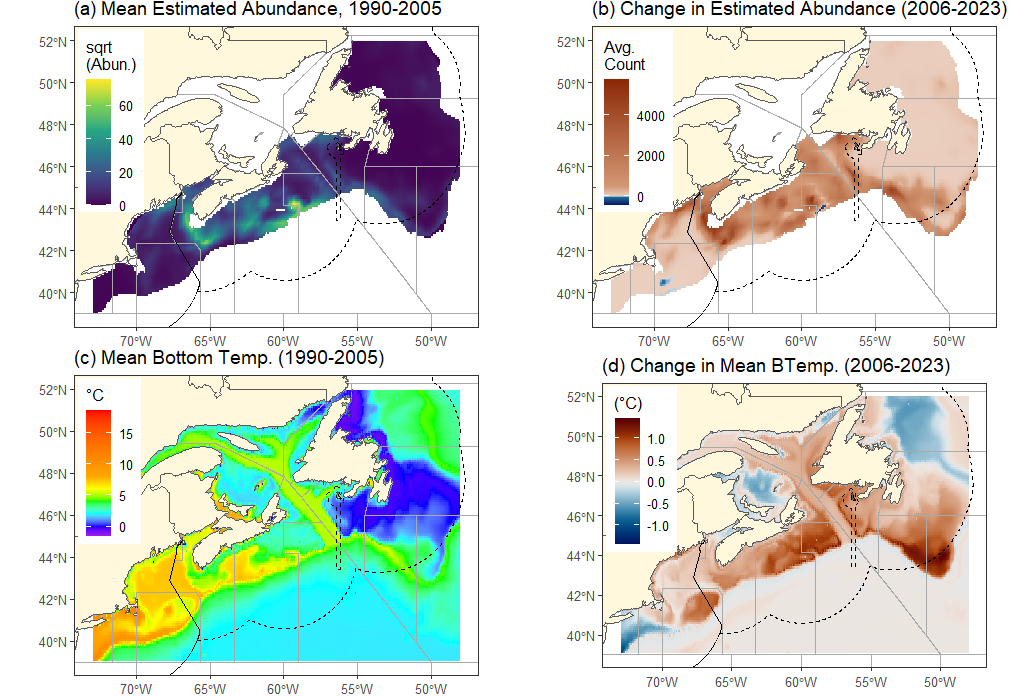 (a) Mean Estimated Abundance, 1990-2005
sqrt
(Abun.)
60
40
20
0
52°N
50°N
48°N
46°N
44°N
42°N
40°N
70°W
65°W
60°W
55°W
50°W
(b) Change in Estimated Abundance (2006-2023)
Avg.
Count
4000
2000
0
52°N
50°N
48°N
46°N
44°N
42°N
40°N
70°W
65°W
60°W
55°W
50°W
(c) Mean Bottom Temp. (1990-2005)
°C
15
10
5
0
52°N
50°N
48°N
46°N
44°N
42°N
40°N
70°W
65°W
60°W
55°W
50°W
(d) Change in Mean BTemp. (2006-2023)
(°C)
1.0
0.5
0.0
-0.5
-1.0
52°N
50°N
48°N
46°N
44°N
42°N
40°N
70°W
65°W
60°W
55°W
50°W